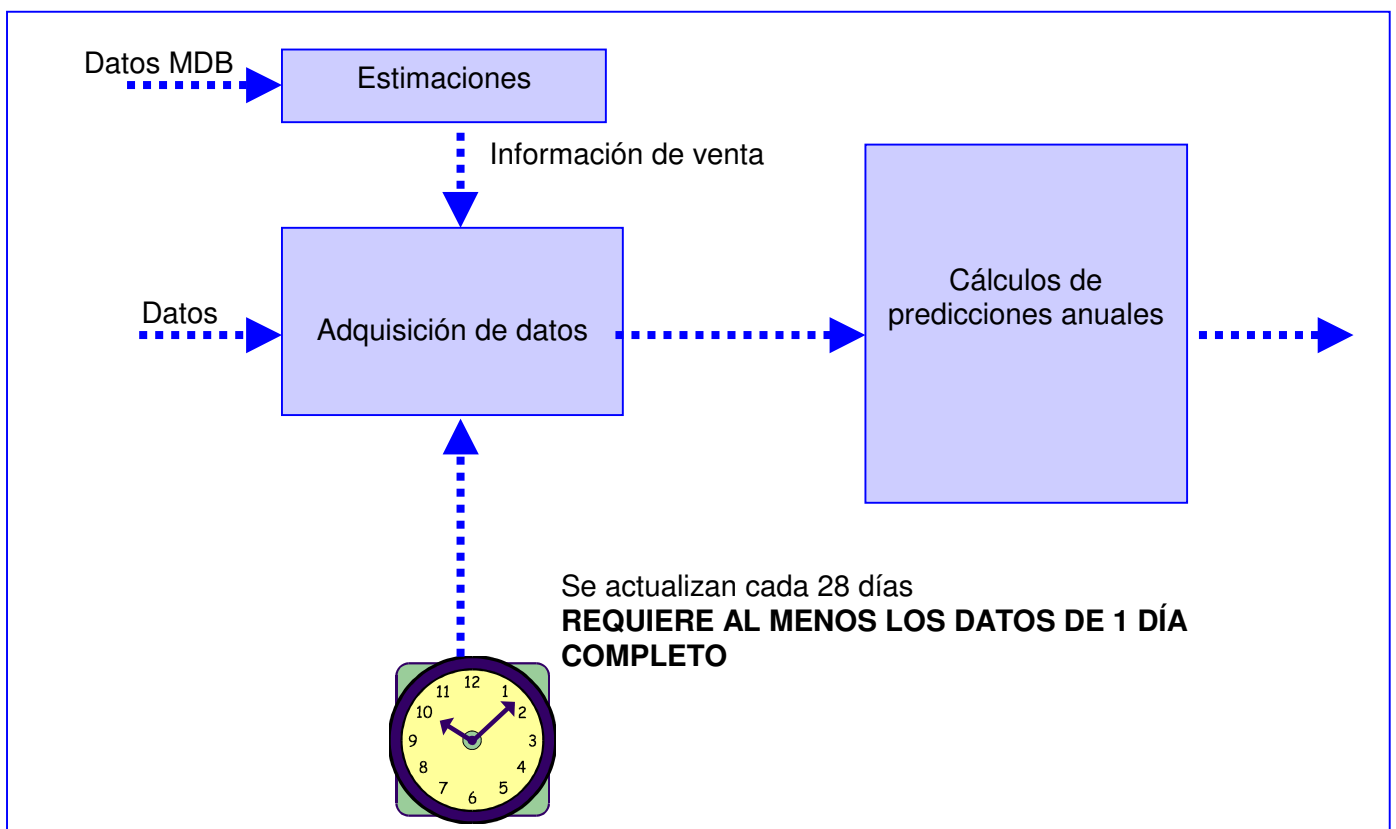 Datos MDB
Estimaciones
Información de venta
Cálculos de
predicciones anuales
Datos
Adquisición de datos
Se actualizan cada 28 días
REQUIERE AL MENOS LOS DATOS DE 1 DÍA
COMPLETO
12
11
1
10
2
9
3
8
4
7
5
6